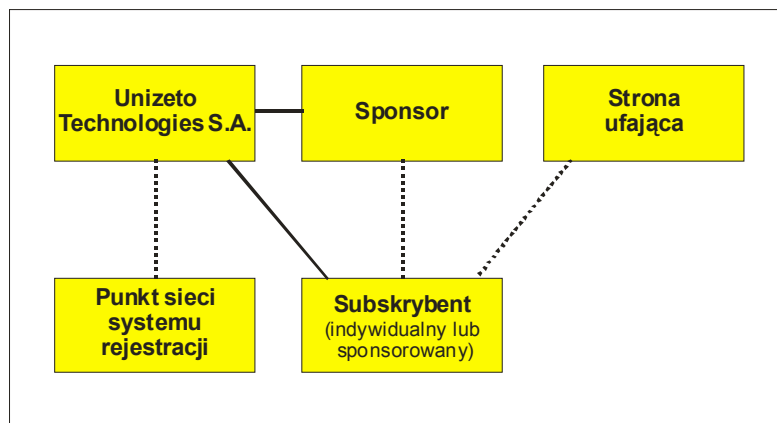 Unizeto
Technologies S.A.
Sponsor
Strona
ufająca
Punkt sieci
systemu
rejestracji
Subskrybent
(indywidualny lub
sponsorowany)